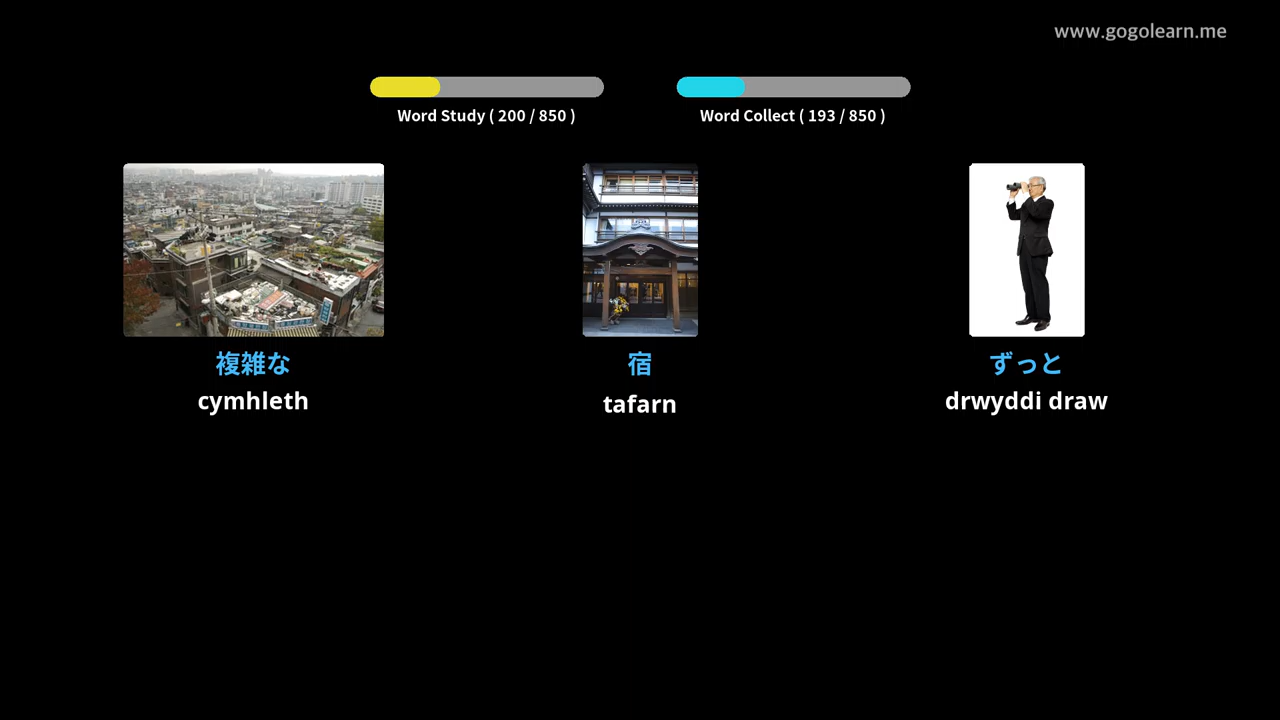 www.gogolearn.me
Word Study ( 200 / 850 )
Word Collect ( 193 / 850 )
複雑な
cymhleth
宿
tafarn
ずっと
drwyddi draw